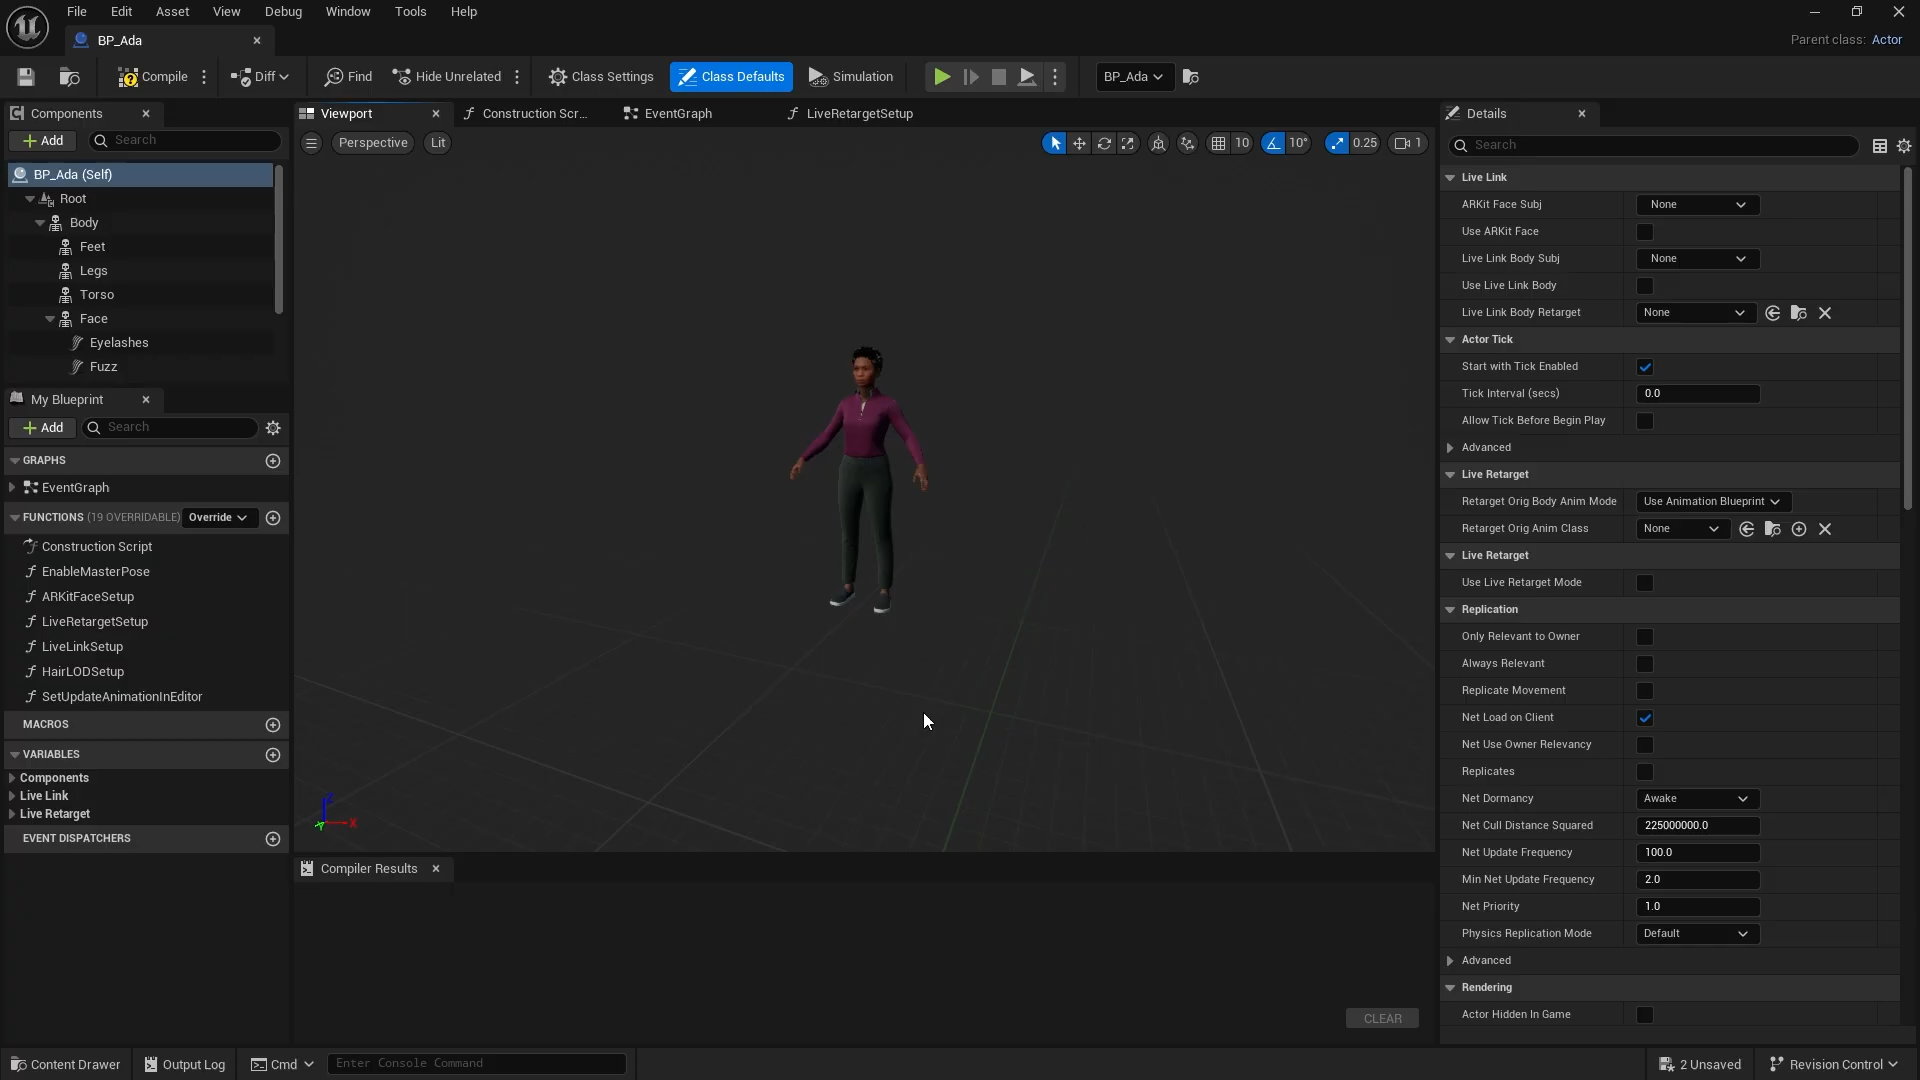 File Edit Asset View Debug Window Tools Help
BP_Ada
Parent class: Actor
Compile Diff Find Hide Unrelated Class Settings Class Defaults Simulation BP_Ada
Components
Add Search
BP_Ada (Self)
Root
Body
Feet
Legs
Torso
Face
Eyelashes
Fuzz
My Blueprint
Add Search
GRAPHS
EventGraph
FUNCTIONS (19 OVERRIDABLE) Override
Construction Script
EnableMasterPose
ARKitFaceSetup
LiveRetargetSetup
LiveLinkSetup
HairLODSetup
SetUpdateAnimationInEditor
MACROS
VARIABLES
Components
Live Link
Live Retarget
EVENT DISPATCHERS
Viewport Construction Scr... EventGraph LiveRetargetSetup
Perspective Lit 10 10° 0.25 1
Z
Y X
Compiler Results
CLEAR
Details
Search
Live Link
ARKit Face Subj None
Use ARKit Face
Live Link Body Subj None
Use Live Link Body
Live Link Body Retarget None
Actor Tick
Start with Tick Enabled
Tick Interval (secs) 0.0
Allow Tick Before Begin Play
Advanced
Live Retarget
Retarget Orig Body Anim Mode Use Animation Blueprint
Retarget Orig Anim Class None
Live Retarget
Use Live Retarget Mode
Replication
Only Relevant to Owner
Always Relevant
Replicate Movement
Net Load on Client
Net Use Owner Relevancy
Replicates
Net Dormancy Awake
Net Cull Distance Squared 225000000.0
Net Update Frequency 100.0
Min Net Update Frequency 2.0
Net Priority 1.0
Physics Replication Mode Default
Advanced
Rendering
Actor Hidden In Game
Content Drawer Output Log Cmd Enter Console Command 2 Unsaved Revision Control